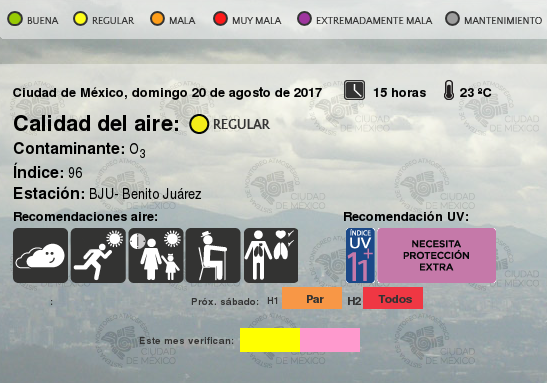 BUENA REGULAR MALA MUY MALA EXTREMADAMENTE MALA MANTENIMIENTO
Ciudad de México, domingo 20 de agosto de 2017 15 horas 23 ºC
Calidad del aire: REGULAR
Contaminante: O3
Índice: 96
Estación: BJU- Benito Juárez
Recomendaciones aire: Recomendación UV:
ÍNDICE UV 11+
NECESITA
PROTECCIÓN
EXTRA
: Próx. sábado: H1 Par H2 Todos
Este mes verifican:
CIUDAD DE MÉXICO